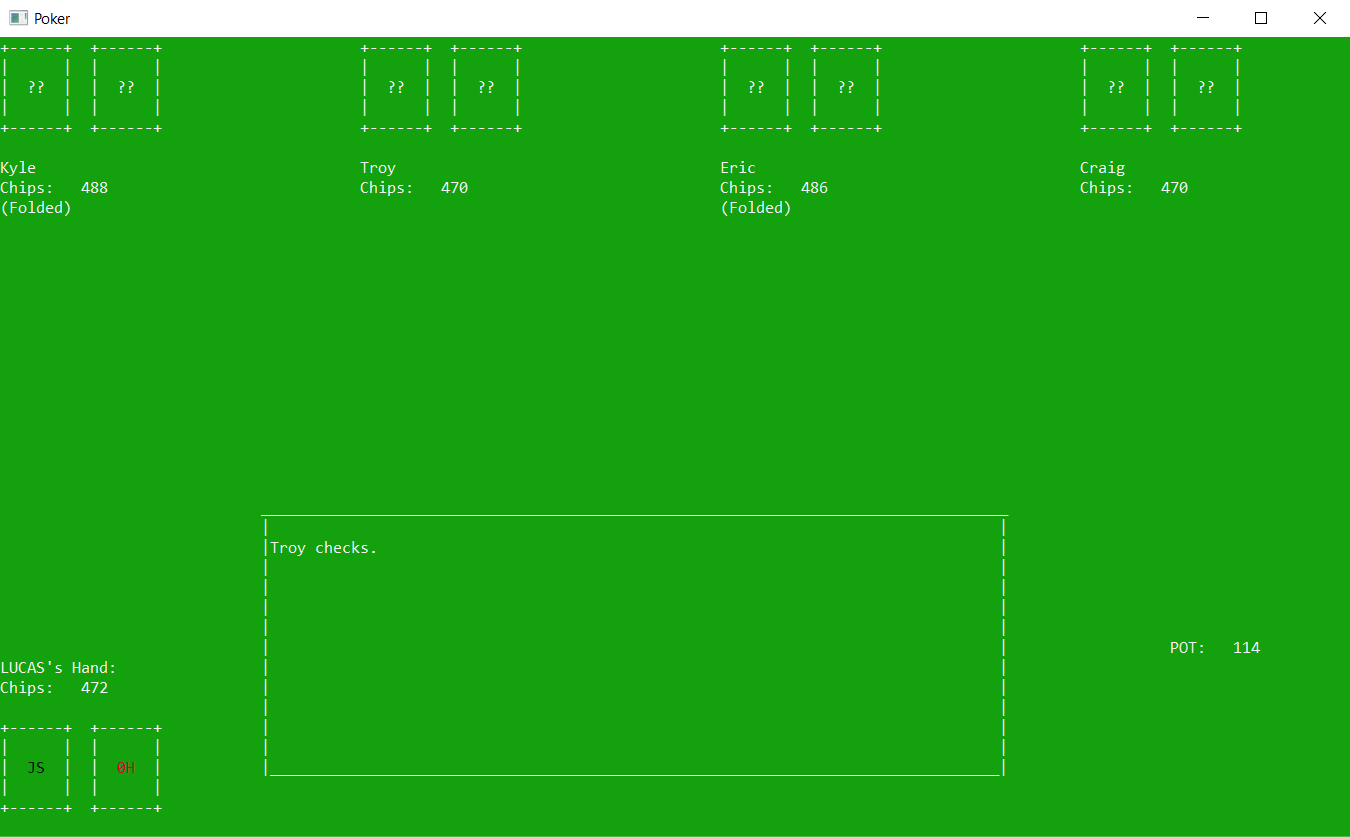 Poker
?? ?? ?? ?? ?? ?? ?? ??
Kyle Troy Eric Craig
Chips: 488 Chips: 470 Chips: 486 Chips: 470
(Folded) (Folded)
Troy checks.
POT: 114
LUCAS's Hand:
Chips: 472
JS 0H